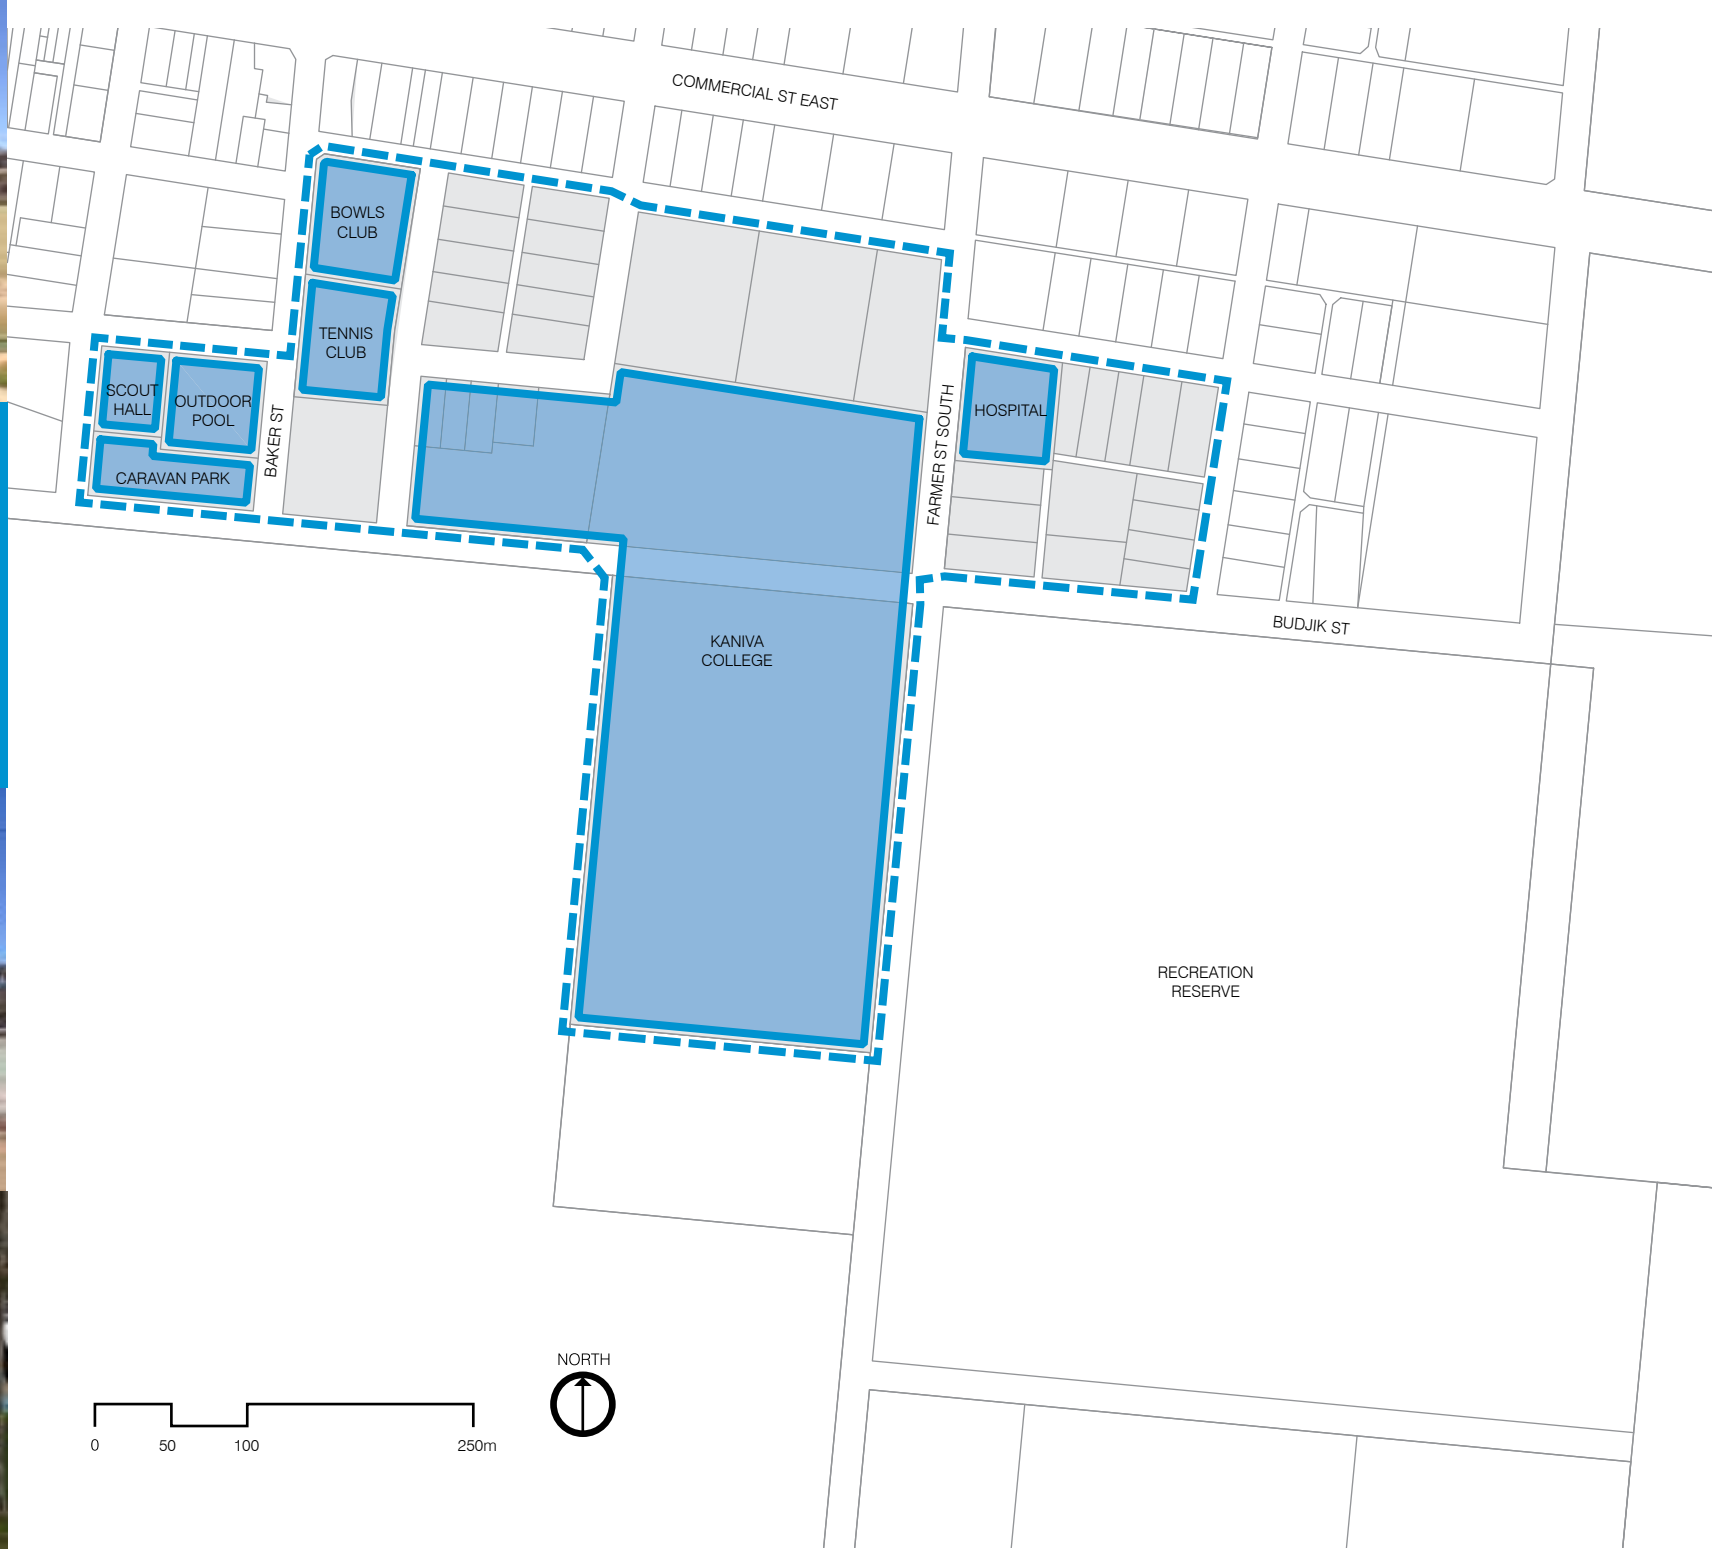 COMMERCIAL ST EAST
BOWLS
CLUB
TENNIS
CLUB
SCOUT
HALL
OUTDOOR
POOL
BAKER ST
CARAVAN PARK
FARMER ST SOUTH
HOSPITAL
BUDJIK ST
KANIVA
COLLEGE
RECREATION
RESERVE
NORTH
0 50 100 250m